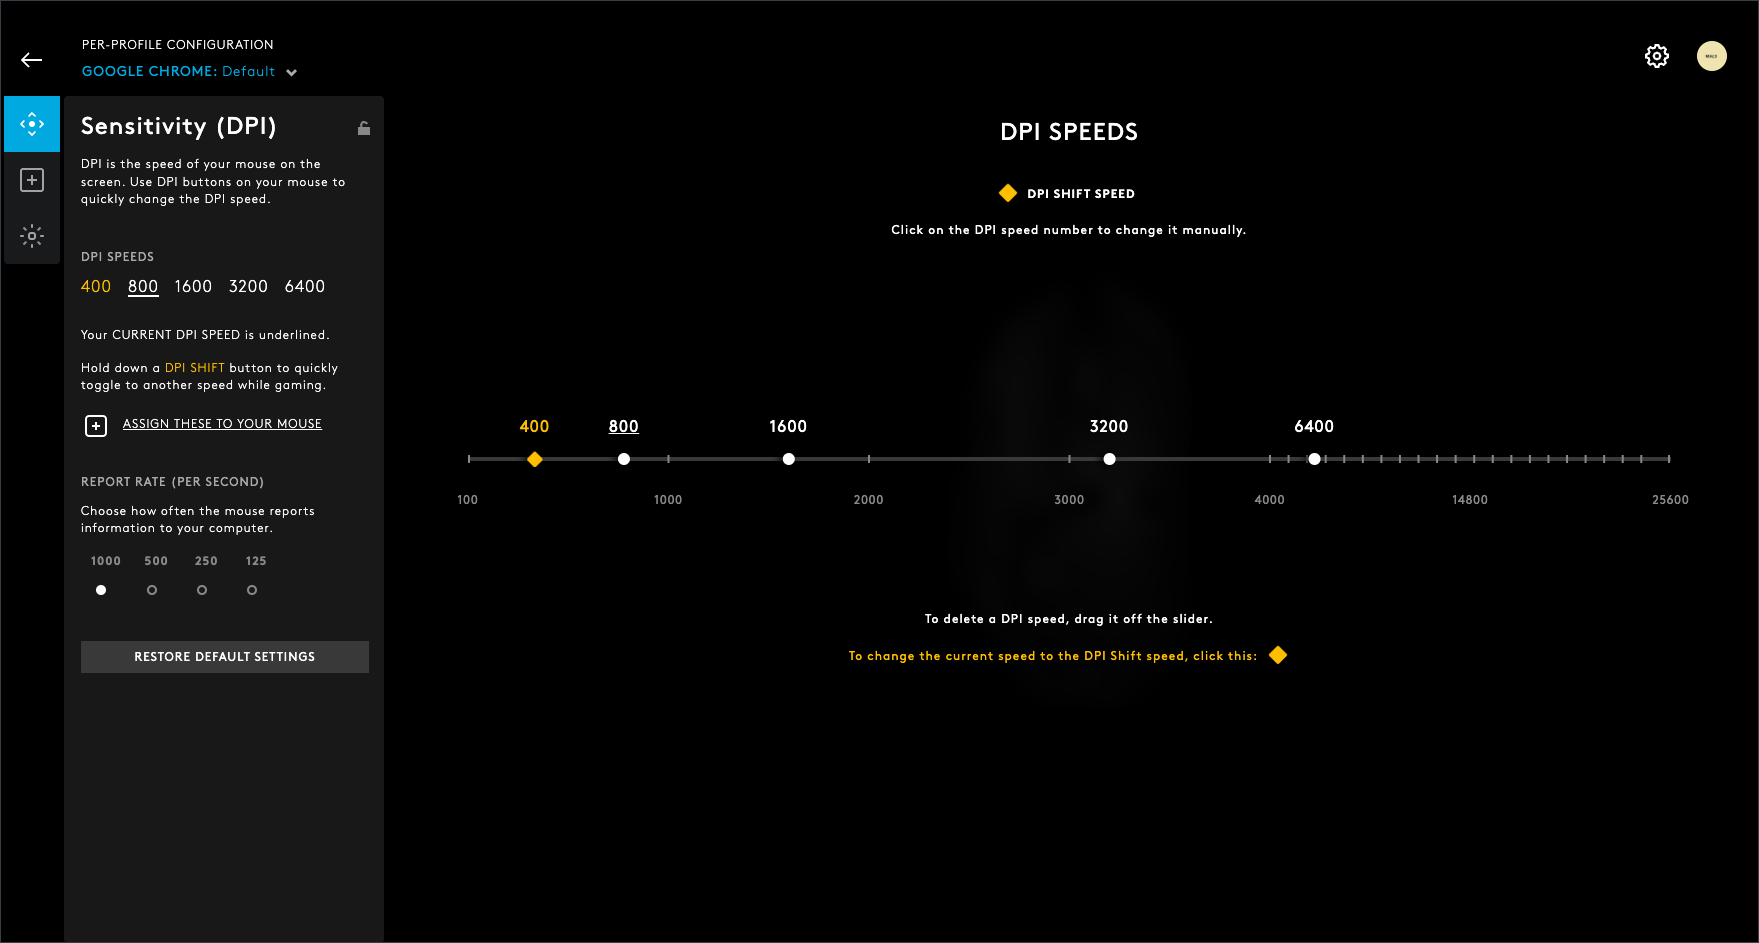 PER-PROFILE CONFIGURATION
GOOGLE CHROME: Default
Sensitivity (DPI)
DPI is the speed of your mouse on the
screen. Use DPI buttons on your mouse to
quickly change the DPI speed.
DPI SPEEDS
400 800 1600 3200 6400
Your CURRENT DPI SPEED is underlined.
Hold down a DPI SHIFT button to quickly
toggle to another speed while gaming.
ASSIGN THESE TO YOUR MOUSE
REPORT RATE (PER SECOND)
Choose how often the mouse reports
information to your computer.
1000 500 250 125
RESTORE DEFAULT SETTINGS
DPI SPEEDS
DPI SHIFT SPEED
Click on the DPI speed number to change it manually.
400 800 1600 3200 6400
100 1000 2000 3000 4000 14800 25600
To delete a DPI speed, drag it off the slider.
To change the current speed to the DPI Shift speed, click this: